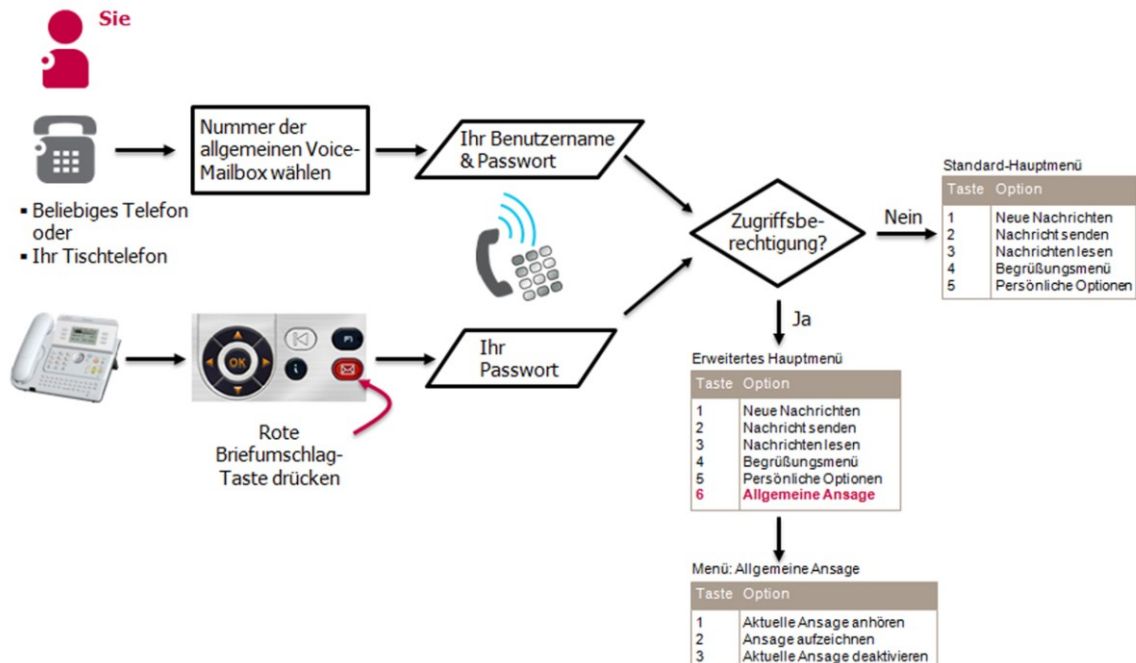 Sie
Nummer der
allgemeinen Voice-
Mailbox wählen
Ihr Benutzername
& Passwort
▪ Beliebiges Telefon
oder
▪ Ihr Tischtelefon
Zugriffsbe-
rechtigung?
Nein
Standard-Hauptmenü
Taste Option
1 Neue Nachrichten
2 Nachricht senden
3 Nachrichten lesen
4 Begrüßungsmenü
5 Persönliche Optionen
OK
i
Rote
Briefumschlag-
Taste drücken
Ihr
Passwort
Ja
Erweitertes Hauptmenü
Taste Option
1 Neue Nachrichten
2 Nachricht senden
3 Nachrichten lesen
4 Begrüßungsmenü
5 Persönliche Optionen
6 Allgemeine Ansage
Menü: Allgemeine Ansage
Taste Option
1 Aktuelle Ansage anhören
2 Ansage aufzeichnen
3 Aktuelle Ansage deaktivieren